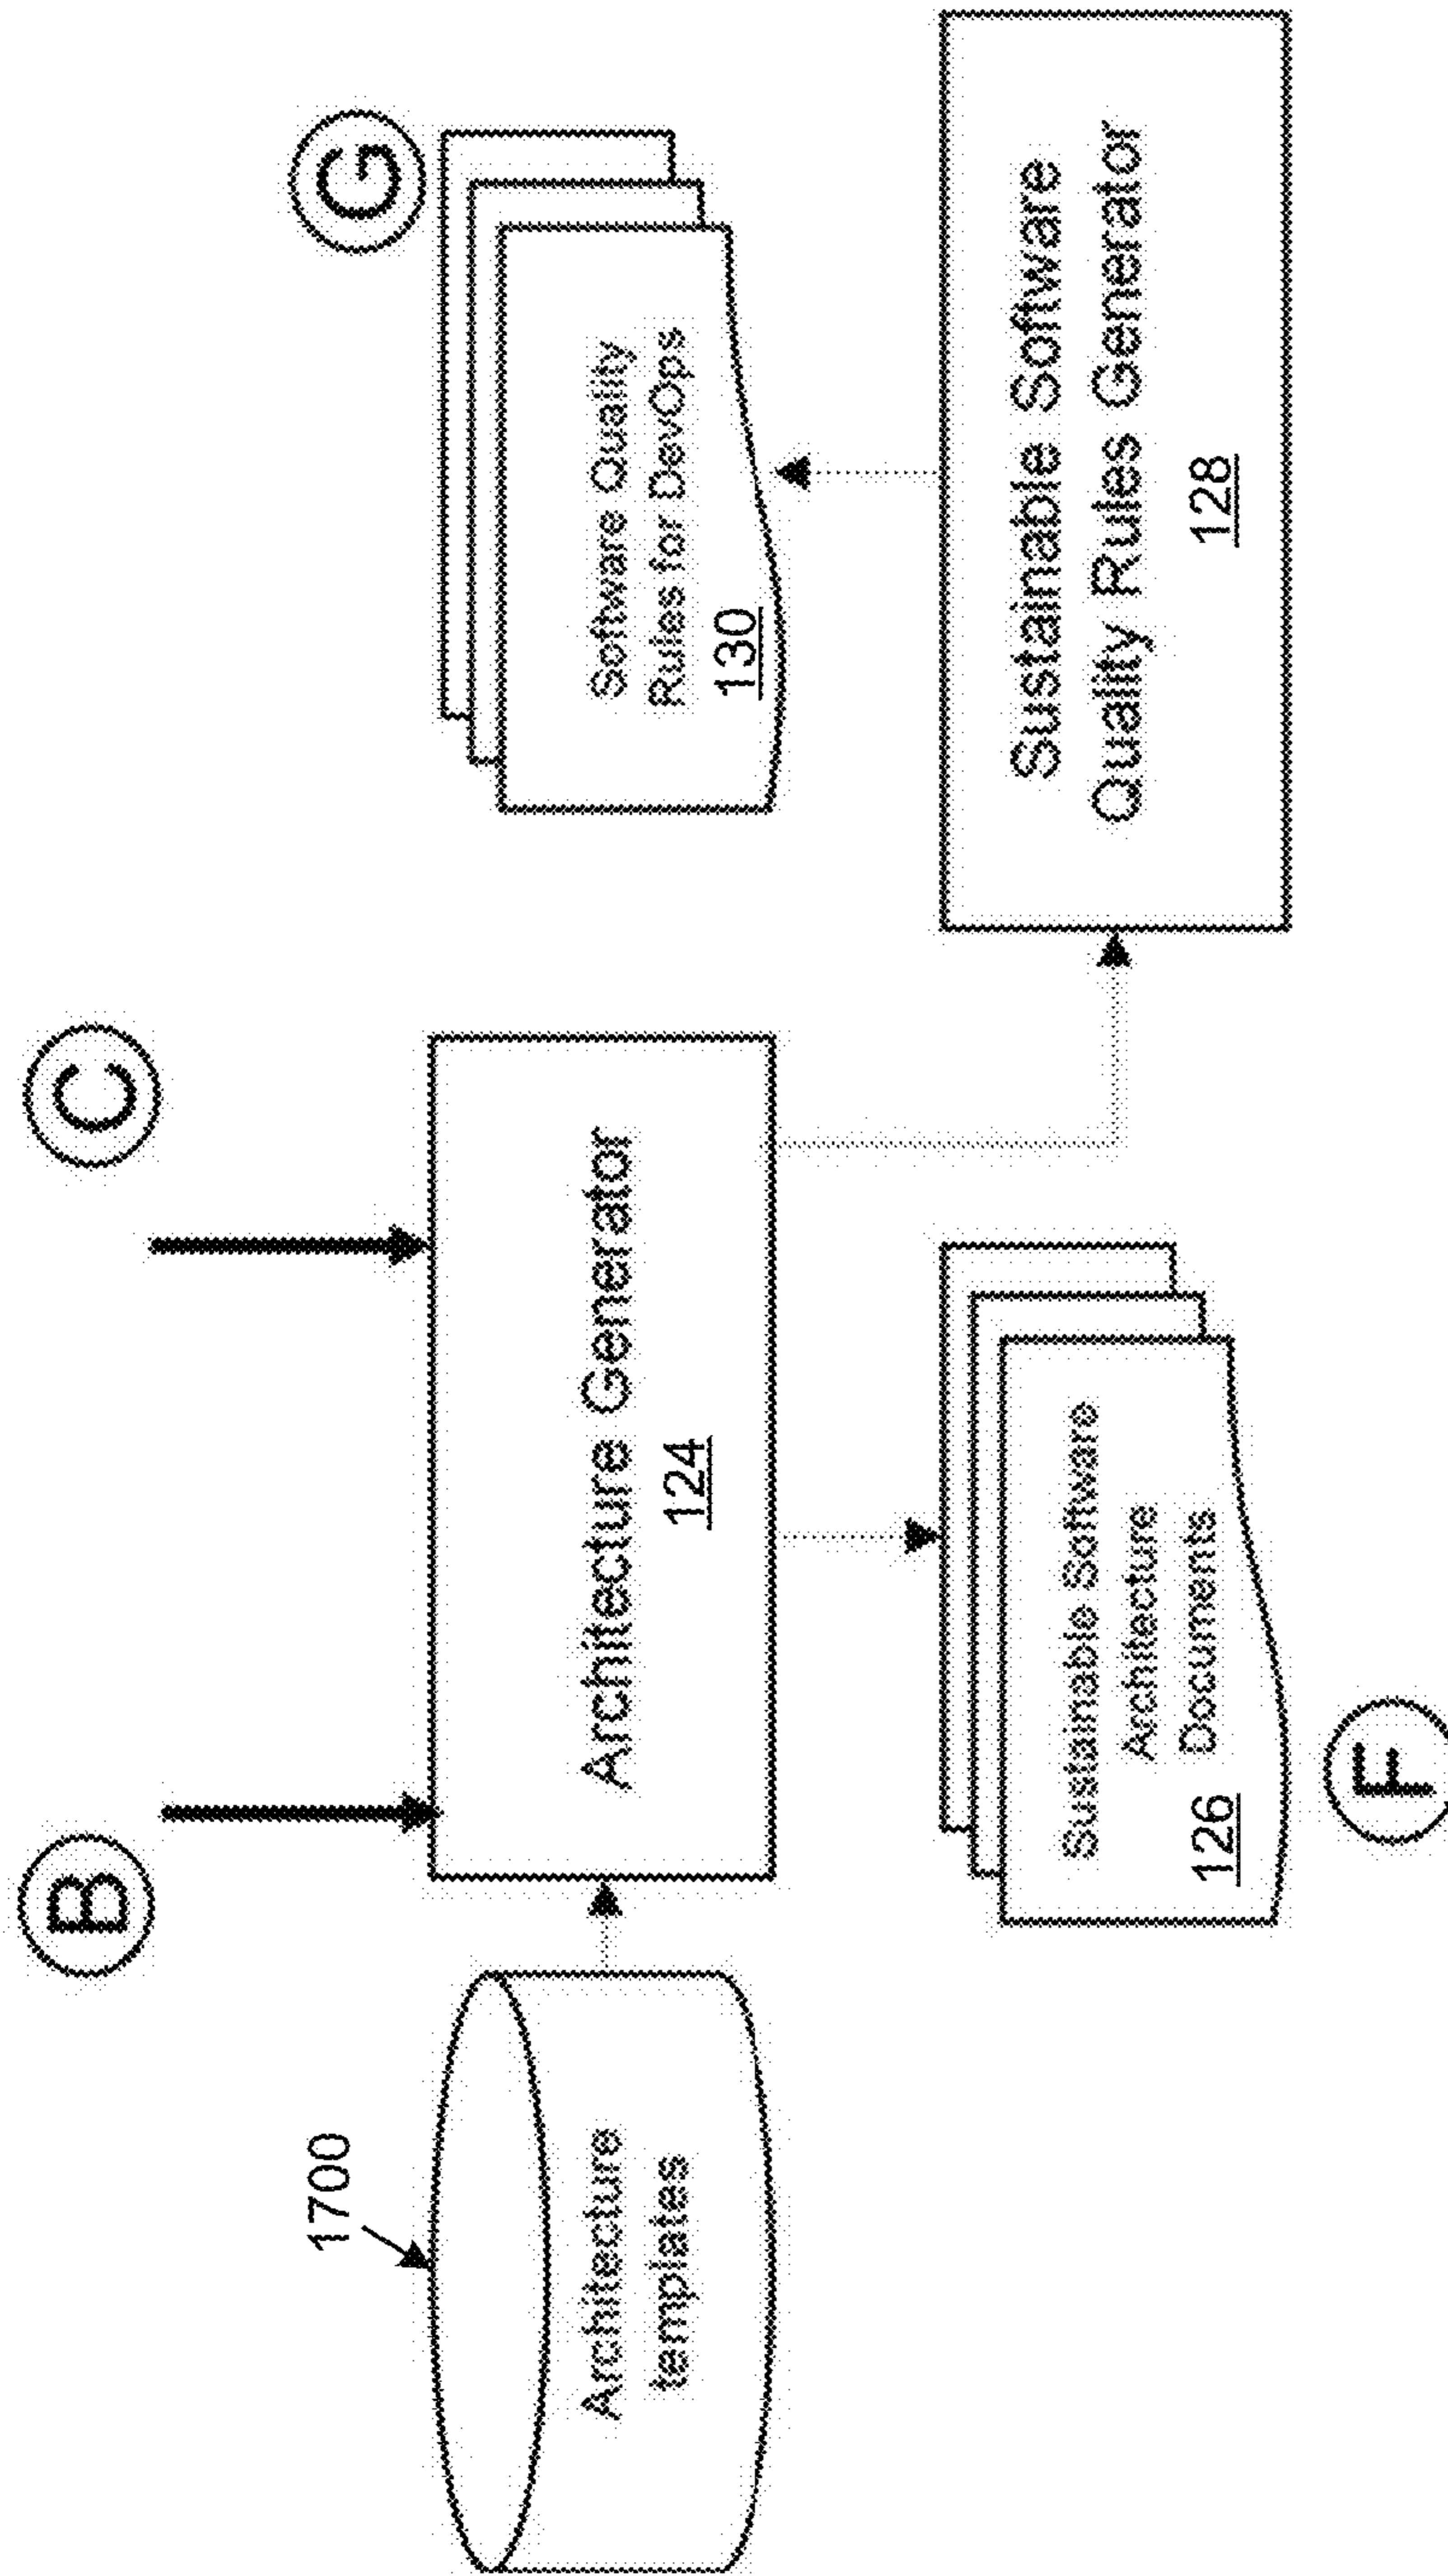 B
C
G
1700
Architecture
templates
Architecture Generator
124
Software Quality
Rules for DevOps
130
Sustainable Software
Architecture
Documents
126
F
Sustainable Software
Quality Rules Generator
128